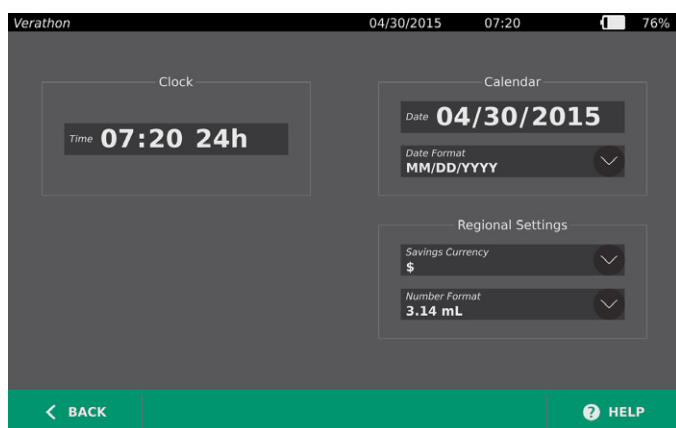 Verathon 04/30/2015 07:20 76%
Clock
Time 07:20 24h
Calendar
Date 04/30/2015
Date Format
MM/DD/YYYY
Regional Settings
Savings Currency
$
Number Format
3.14 mL
BACK
? HELP